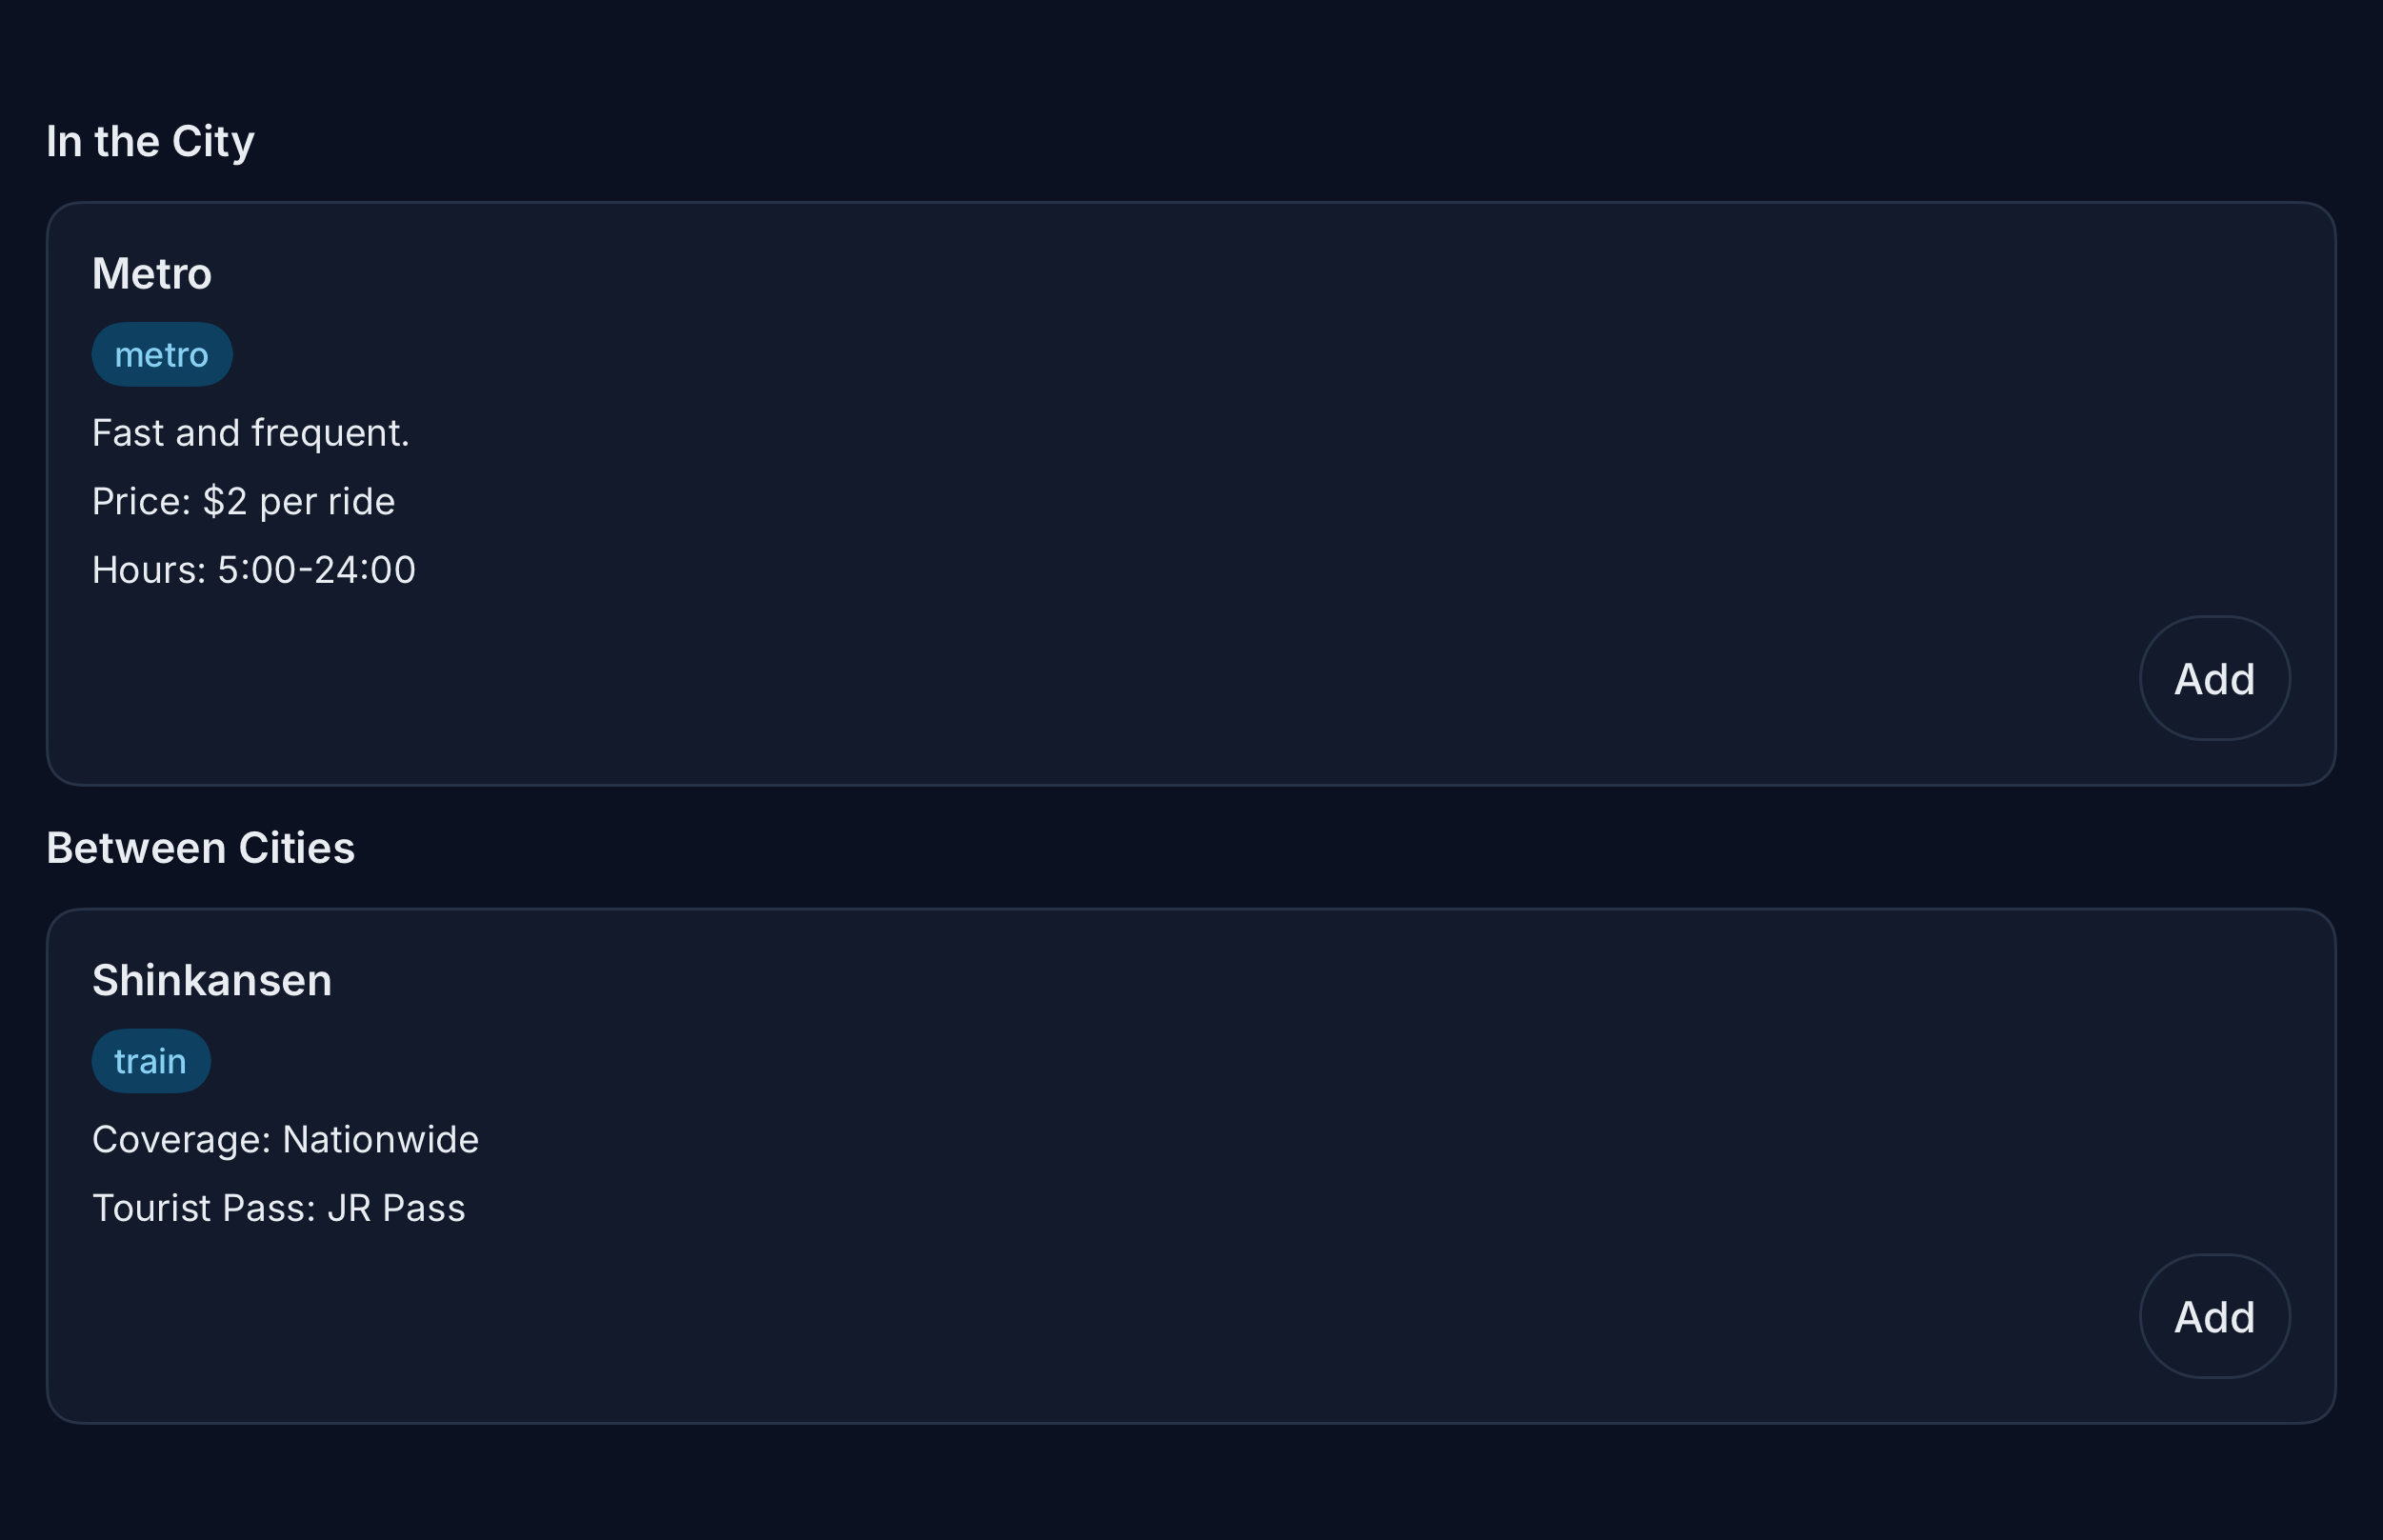 In the City
Metro
metro
Fast and frequent.
Price: $2 per ride
Hours: 5:00-24:00
Add
Between Cities
Shinkansen
train
Coverage: Nationwide
Tourist Pass: JR Pass
Add